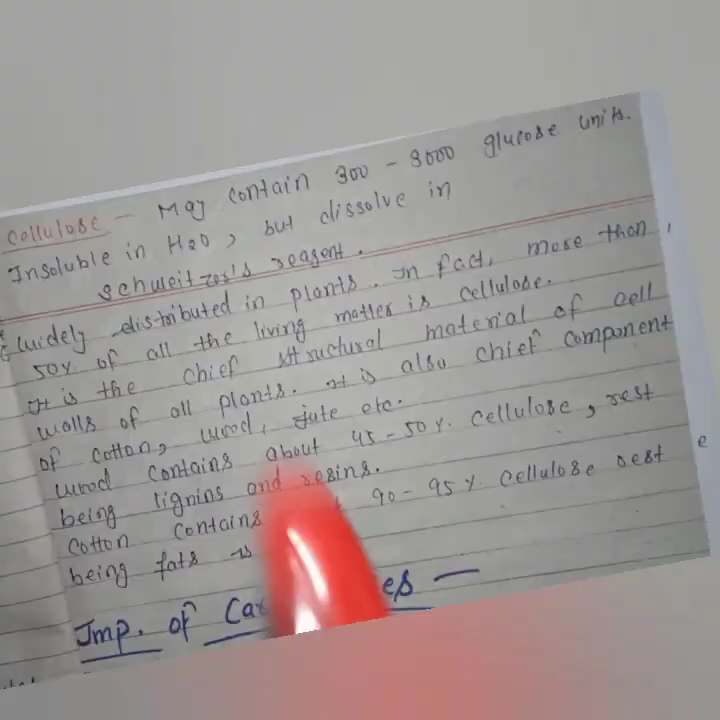 Cellulose - May contain 300 - 3000 glucose units.
Insoluble in H2O, but dissolve in
Schweitzer's reagent.
widely distributed in plants. In fact, more than
50% of all the living matter is cellulose.
It is the chief structural material of cell
walls of all plants. It is also chief component
of cotton, wood, jute etc.
wood contains about 45-50% cellulose, rest
being lignins and resins.
Cotton contains 90-95% cellulose rest
being fats
Imp. of